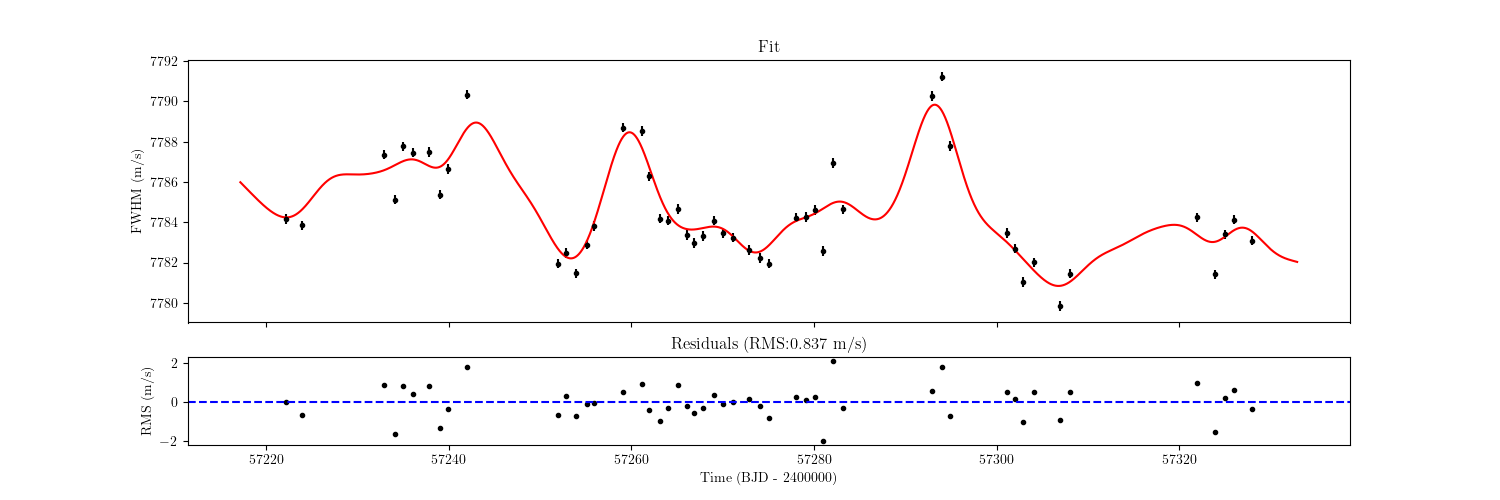 Fit
7792
7790
7788
7786
7784
7782
7780
FWHM (m/s)
Residuals (RMS:0.837 m/s)
2
0
−2
RMS (m/s)
57220 57240 57260 57280 57300 57320
Time (BJD - 2400000)